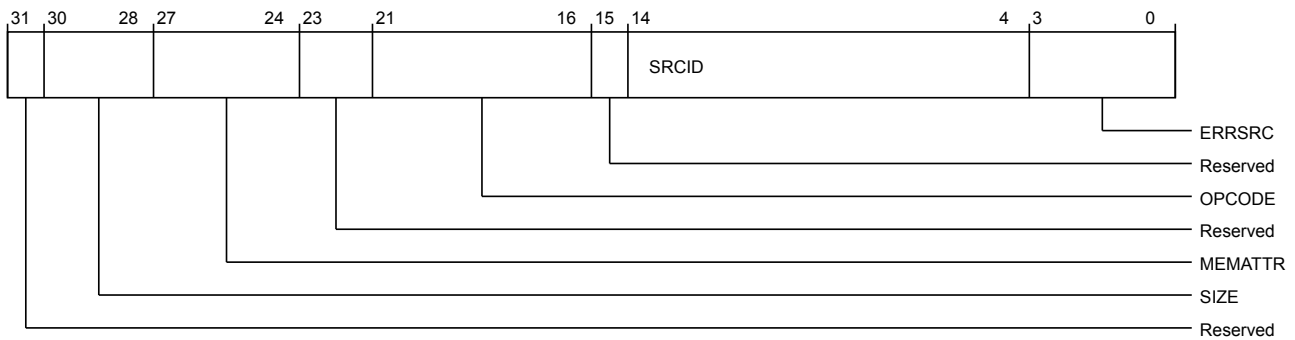 31 30 28 27 24 23 21 16 15 14 4 3 0
SRCID
ERRSRC
Reserved
OPCODE
Reserved
MEMATTR
SIZE
Reserved